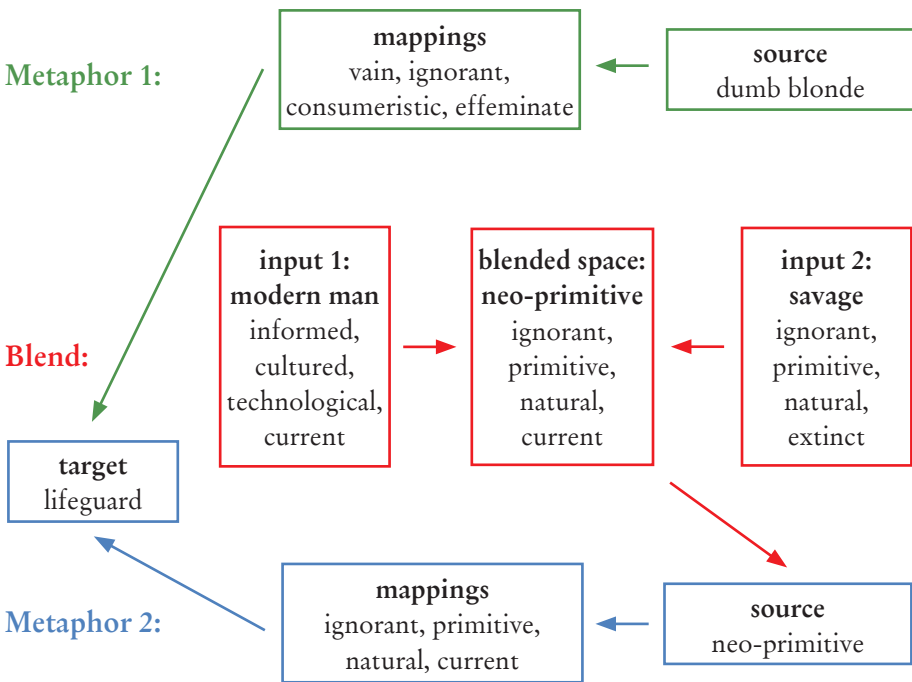 Metaphor 1:
mappings
vain, ignorant,
consumeristic, effeminate
source
dumb blonde
Blend:
input 1:
modern man
informed,
cultured,
technological,
current
blended space:
neo-primitive
ignorant,
primitive,
natural,
current
input 2:
savage
ignorant,
primitive,
natural,
extinct
target
lifeguard
Metaphor 2:
mappings
ignorant, primitive,
natural, current
source
neo-primitive